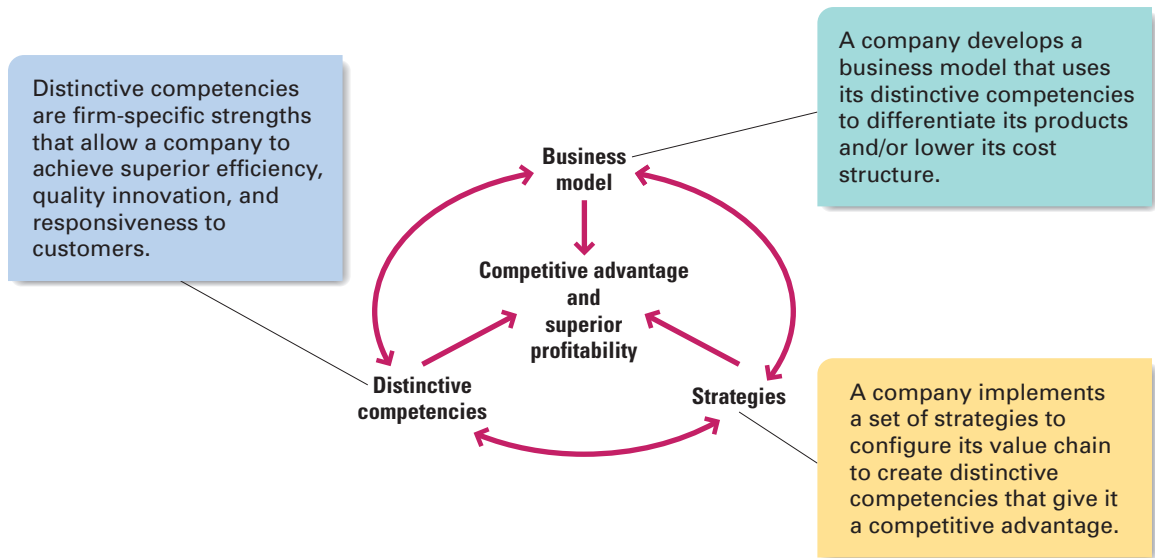 Distinctive competencies
are firm-specific strengths
that allow a company to
achieve superior efficiency,
quality innovation, and
responsiveness to
customers.
A company develops a
business model that uses
its distinctive competencies
to differentiate its products
and/or lower its cost
structure.
Business
model
Competitive advantage
and
superior
profitability
Distinctive
competencies
Strategies
A company implements
a set of strategies to
configure its value chain
to create distinctive
competencies that give it
a competitive advantage.